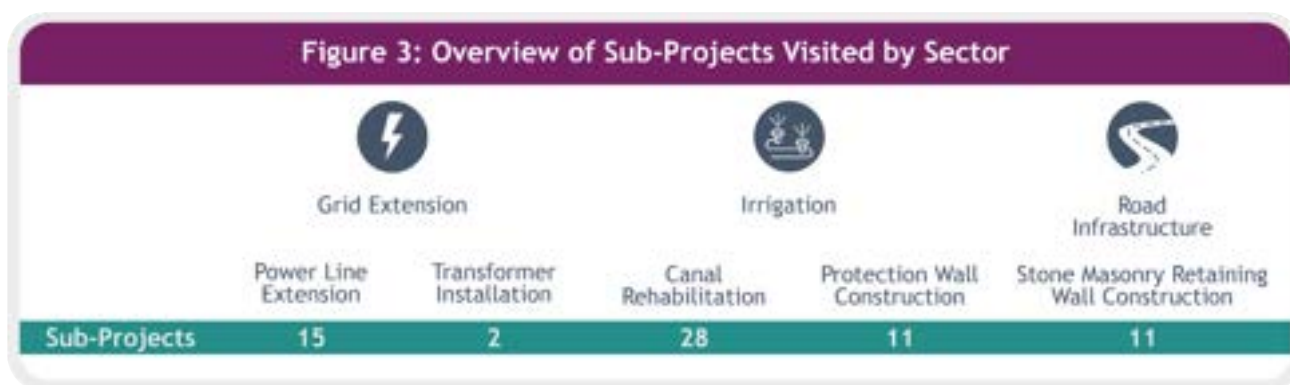 Figure 3: Overview of Sub-Projects Visited by Sector
Grid Extension
Irrigation
Road
Infrastructure
Power Line
Extension
Transformer
Installation
Canal
Rehabilitation
Protection Wall
Construction
Stone Masonry Retaining
Wall Construction
Sub-Projects 15 2 28 11 11